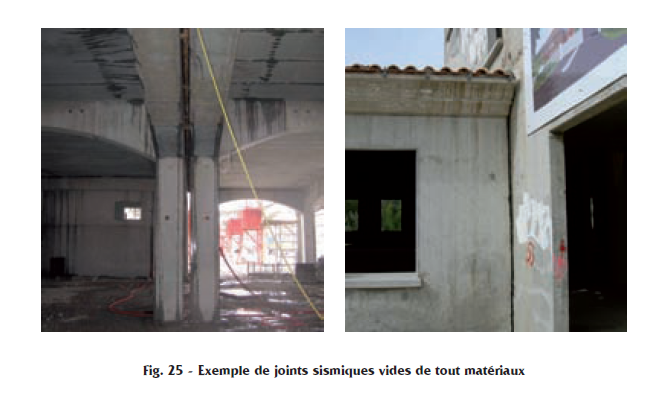 Fig. 25 - Exemple de joints sismiques vides de tout matériaux